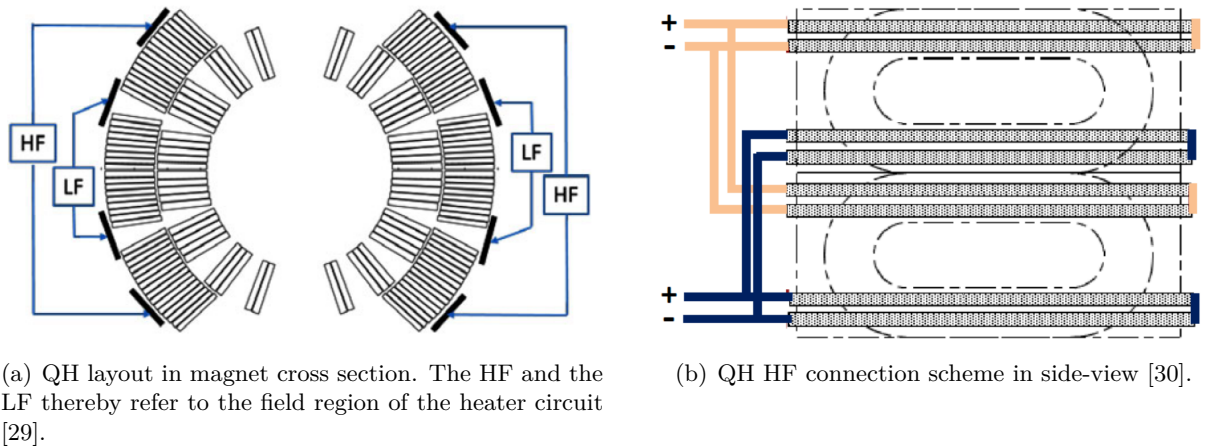 HF
LF
LF
HF
+
-
+
-
(a) QH layout in magnet cross section. The HF and the
LF thereby refer to the field region of the heater circuit
[29].
(b) QH HF connection scheme in side-view [30].